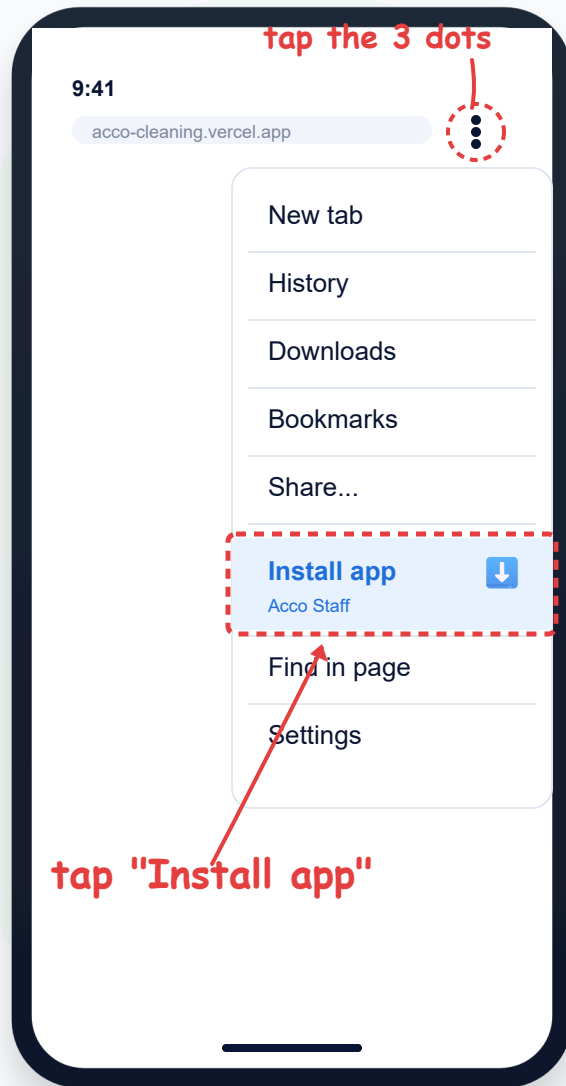 tap the 3 dots
9:41
acco-cleaning.vercel.app
New tab
History
Downloads
Bookmarks
Share...
Install app
Acco Staff
Find in page
Settings
tap "Install app"